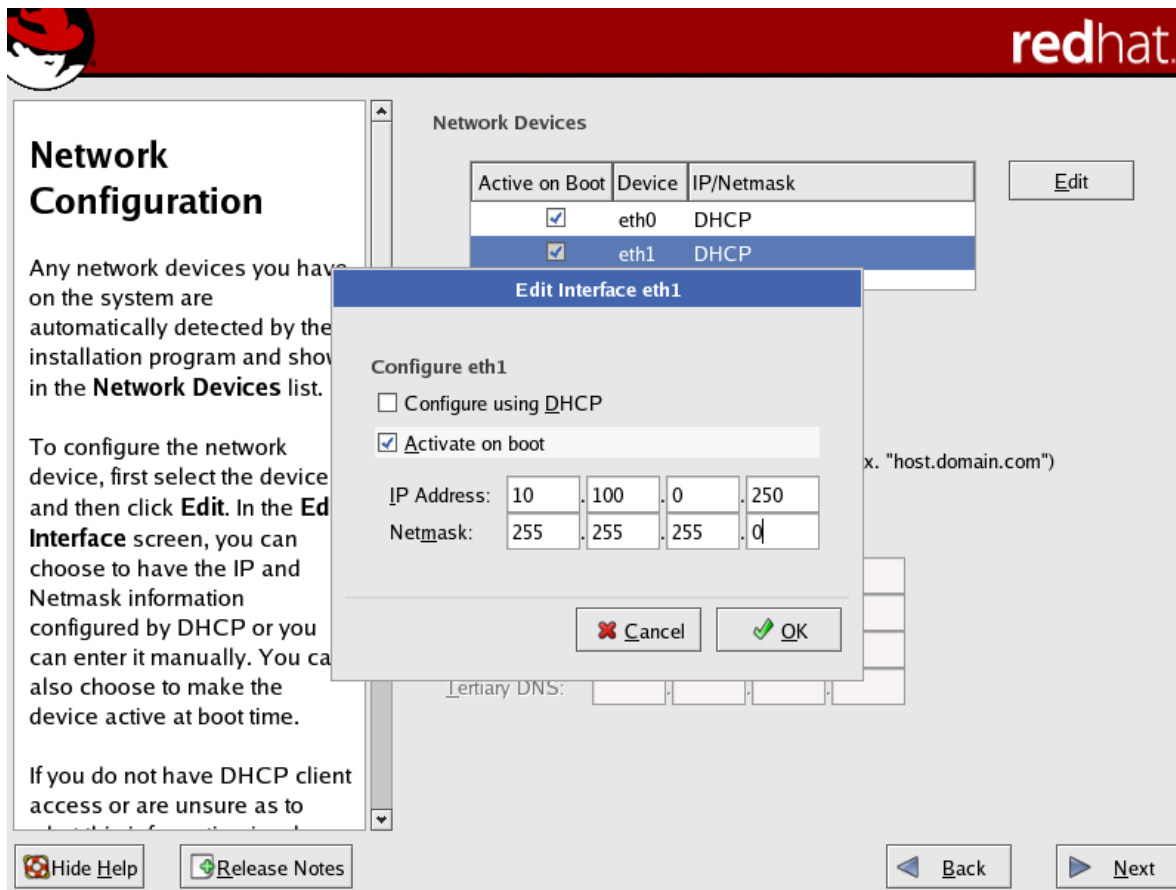 redhat.
Network
Configuration
Any network devices you have
on the system are
automatically detected by the
installation program and show
in the Network Devices list.
To configure the network
device, first select the device
and then click Edit. In the Ed
Interface screen, you can
choose to have the IP and
Netmask information
configured by DHCP or you
can enter it manually. You ca
also choose to make the
device active at boot time.
If you do not have DHCP client
access or are unsure as to
Network Devices
Active on Boot Device IP/Netmask
eth0 DHCP
eth1 DHCP
Edit
Edit Interface eth1
Configure eth1
Configure using DHCP
Activate on boot
IP Address: 10 . 100 . 0 . 250
Netmask: 255 . 255 . 255 . 0
Cancel OK
x. "host.domain.com")
Tertiary DNS: . . .
Hide Help Release Notes Back Next